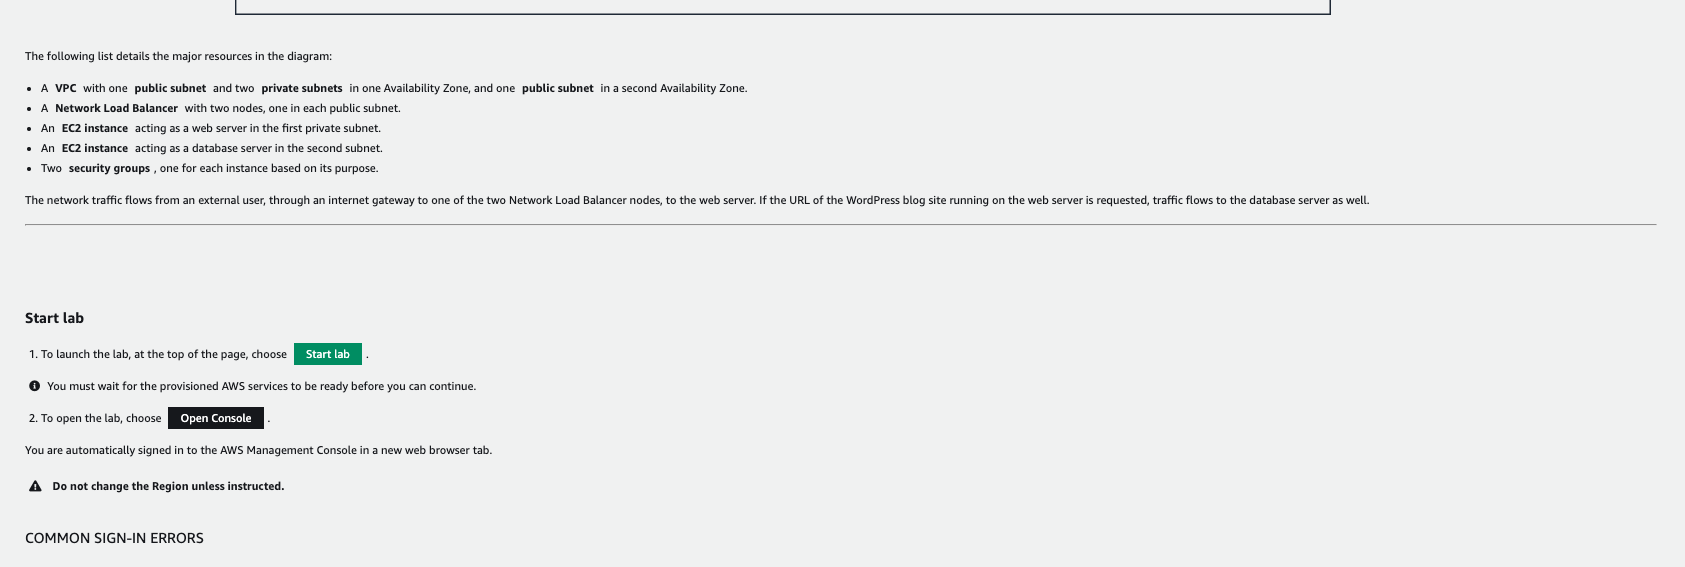 The following list details the major resources in the diagram:
• A VPC with one public subnet and two private subnets in one Availability Zone, and one public subnet in a second Availability Zone.
• A Network Load Balancer with two nodes, one in each public subnet.
• An EC2 instance acting as a web server in the first private subnet.
• An EC2 instance acting as a database server in the second subnet.
• Two security groups , one for each instance based on its purpose.
The network traffic flows from an external user, through an internet gateway to one of the two Network Load Balancer nodes, to the web server. If the URL of the WordPress blog site running on the web server is requested, traffic flows to the database server as well.
Start lab
1. To launch the lab, at the top of the page, choose Start lab .
You must wait for the provisioned AWS services to be ready before you can continue.
2. To open the lab, choose Open Console .
You are automatically signed in to the AWS Management Console in a new web browser tab.
Do not change the Region unless instructed.
COMMON SIGN-IN ERRORS